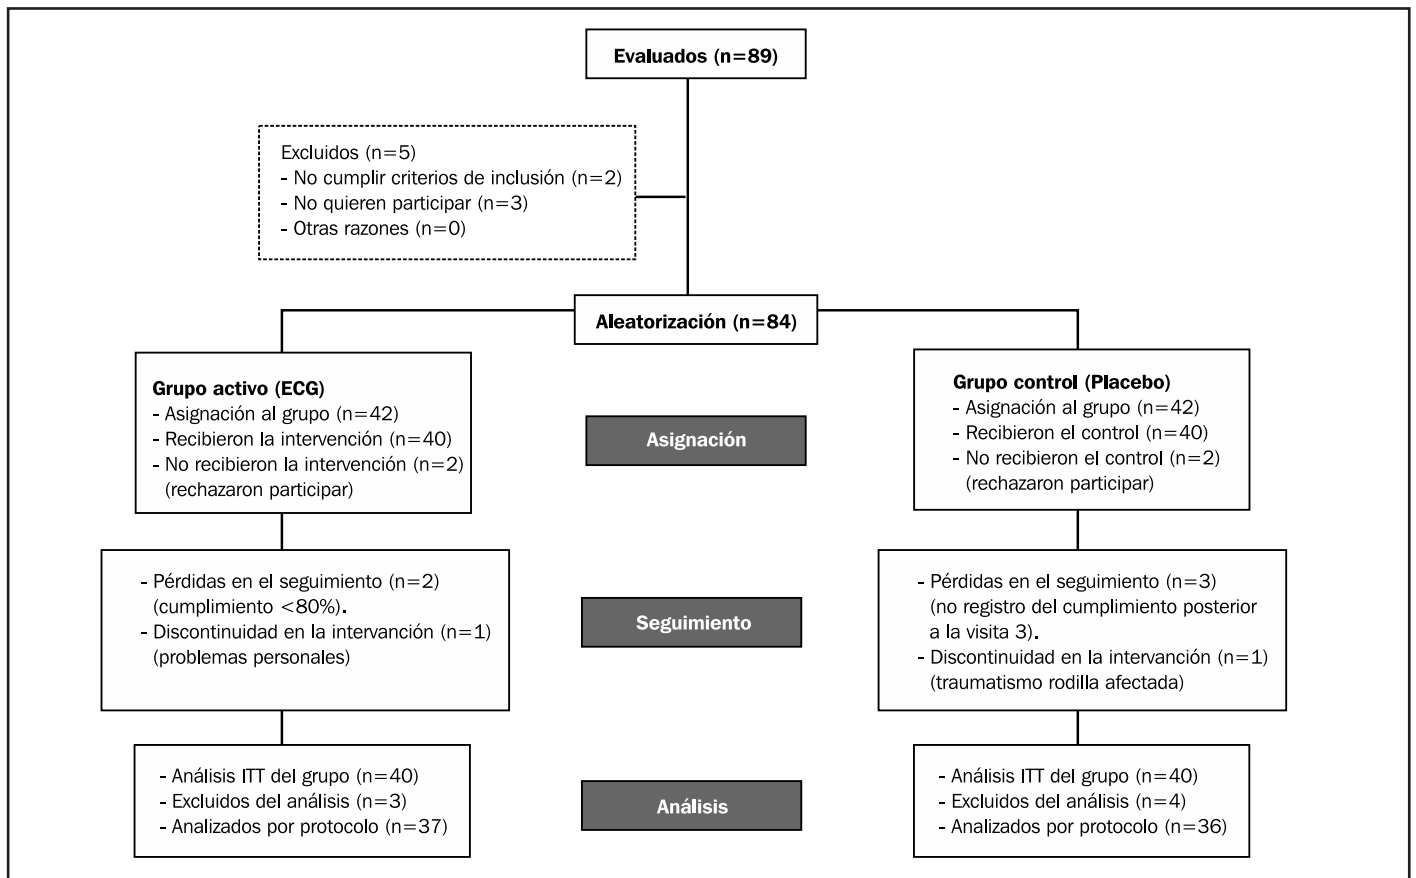 Evaluados (n=89)
Excluidos (n=5)
- No cumplir criterios de inclusión (n=2)
- No quieren participar (n=3)
- Otras razones (n=0)
Aleatorización (n=84)
Grupo activo (ECG)
- Asignación al grupo (n=42)
- Recibieron la intervención (n=40)
- No recibieron la intervención (n=2)
(rechazaron participar)
Asignación
Grupo control (Placebo)
- Asignación al grupo (n=42)
- Recibieron el control (n=40)
- No recibieron el control (n=2)
(rechazaron participar)
- Pérdidas en el seguimiento (n=2)
(cumplimiento <80%).
- Discontinuidad en la intervanción (n=1)
(problemas personales)
Seguimiento
- Pérdidas en el seguimiento (n=3)
(no registro del cumplimiento posterior
a la visita 3).
- Discontinuidad en la intervanción (n=1)
(traumatismo rodilla afectada)
- Análisis ITT del grupo (n=40)
- Excluidos del análisis (n=3)
- Analizados por protocolo (n=37)
Análisis
- Análisis ITT del grupo (n=40)
- Excluidos del análisis (n=4)
- Analizados por protocolo (n=36)